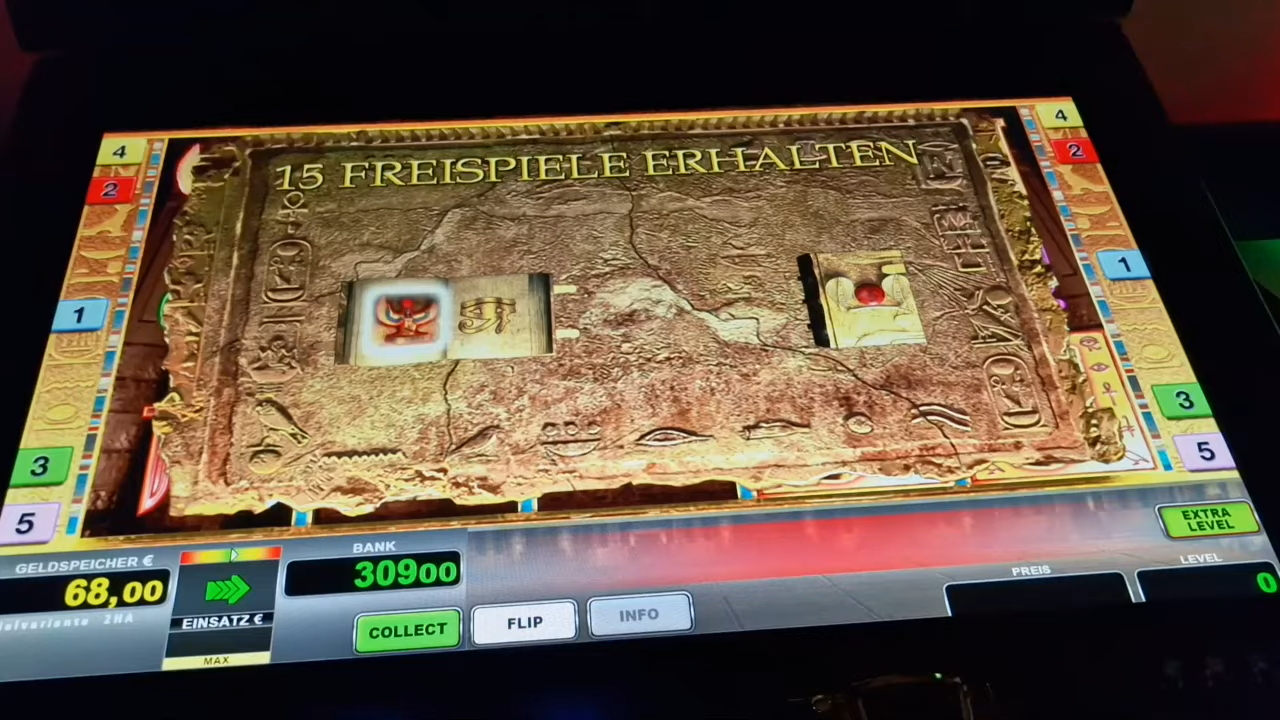 15 FREISPIELE ERHALTEN
4
2
1
3
5
4
2
1
3
5
EXTRA
LEVEL
GELDSPEICHER €
68,00
BANK
30900
EINSATZ €
MAX
COLLECT
FLIP
INFO
PREIS
LEVEL
0